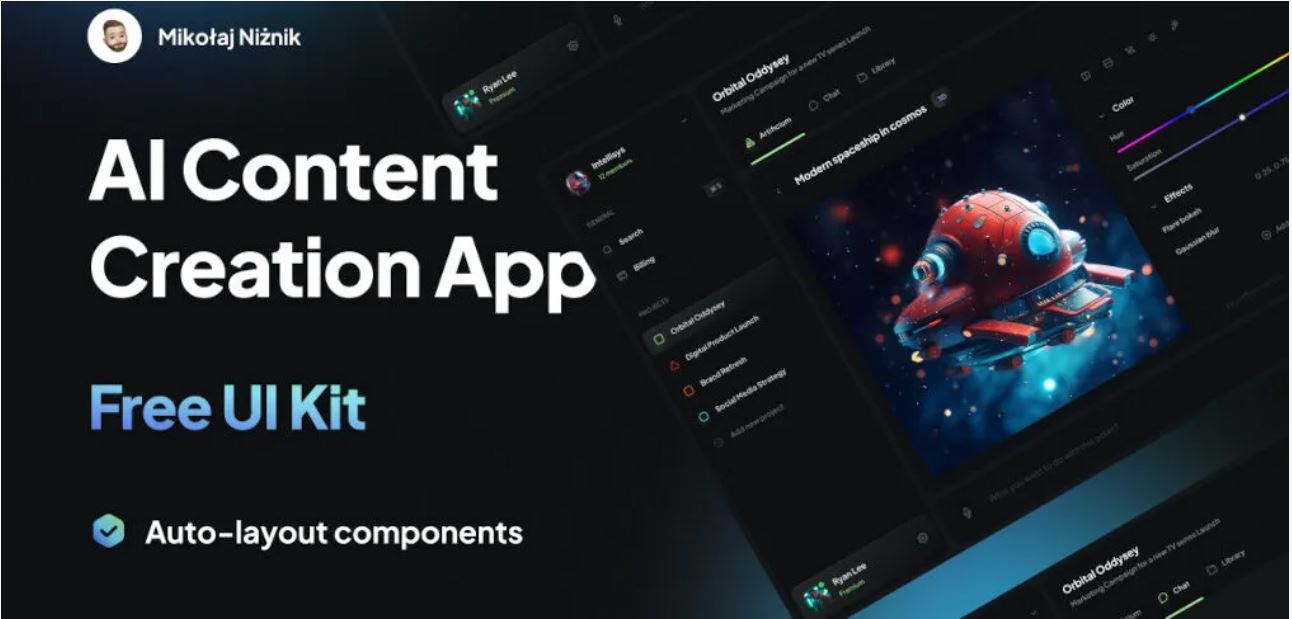 Mikołaj Niżnik
AI Content
Creation App
Free UI Kit
Auto-layout components
Ryan Lee
Premium
Intellisys
12 members
GENERAL
Search
Billing
PROJECTS
Orbital Oddysey
Digital Product Launch
Brand Refresh
Social Media Strategy
Add new project
Ryan Lee
Premium
Orbital Oddysey
Marketing Campaign for a new TV series Launch
Artificium
Chat
Library
Modern spaceship in cosmos
Color
Hue
Saturation
Effects
Flare bokeh
Gaussian blur
What you want to do with this asset?
Orbital Oddysey
Marketing Campaign for a new TV series Launch
Chat
Library